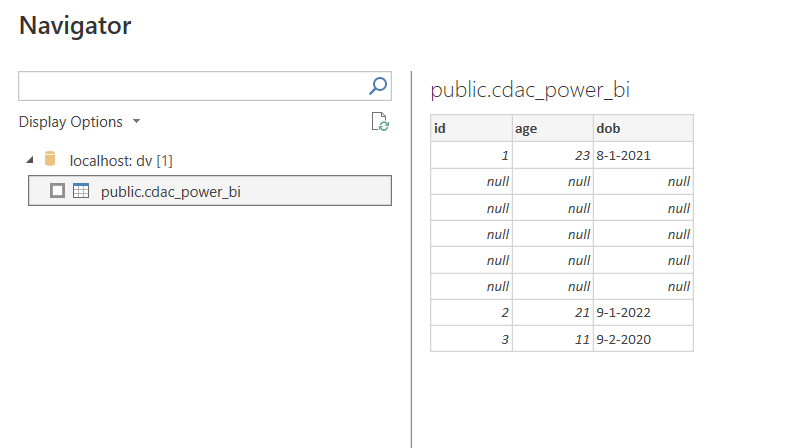 Navigator
Display Options
localhost: dv [1]
public.cdac_power_bi
public.cdac_power_bi
id age dob
1 23 8-1-2021
null null null
null null null
null null null
null null null
null null null
2 21 9-1-2022
3 11 9-2-2020